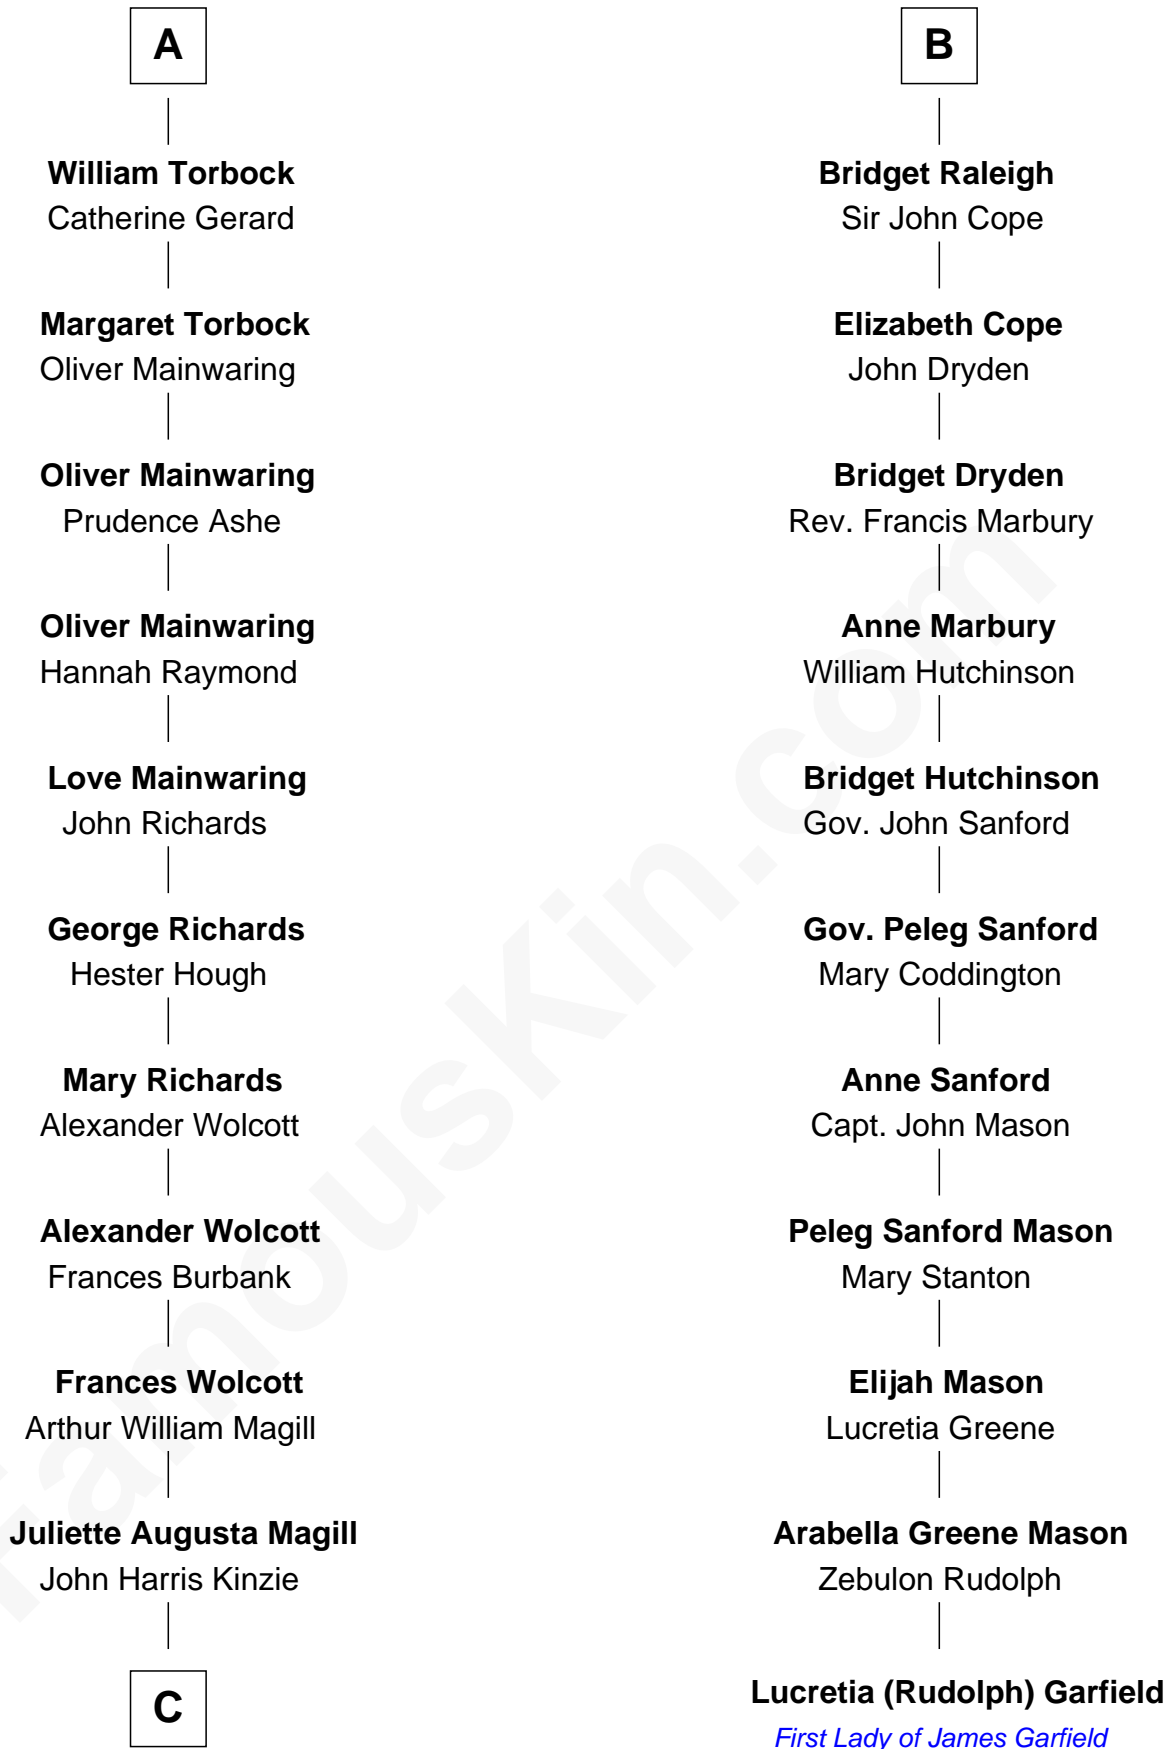 A
William Torbock
Catherine Gerard
Margaret Torbock
Oliver Mainwaring
Oliver Mainwaring
Prudence Ashe
Oliver Mainwaring
Hannah Raymond
Love Mainwaring
John Richards
George Richards
Hester Hough
Mary Richards
Alexander Wolcott
Alexander Wolcott
Frances Burbank
Frances Wolcott
Arthur William Magill
Juliette Augusta Magill
John Harris Kinzie
C
B
Bridget Raleigh
Sir John Cope
Elizabeth Cope
John Dryden
Bridget Dryden
Rev. Francis Marbury
Anne Marbury
William Hutchinson
Bridget Hutchinson
Gov. John Sanford
Gov. Peleg Sanford
Mary Coddington
Anne Sanford
Capt. John Mason
Peleg Sanford Mason
Mary Stanton
Elijah Mason
Lucretia Greene
Arabella Greene Mason
Zebulon Rudolph
Lucretia (Rudolph) Garfield
First Lady of James Garfield
FamousKin.com